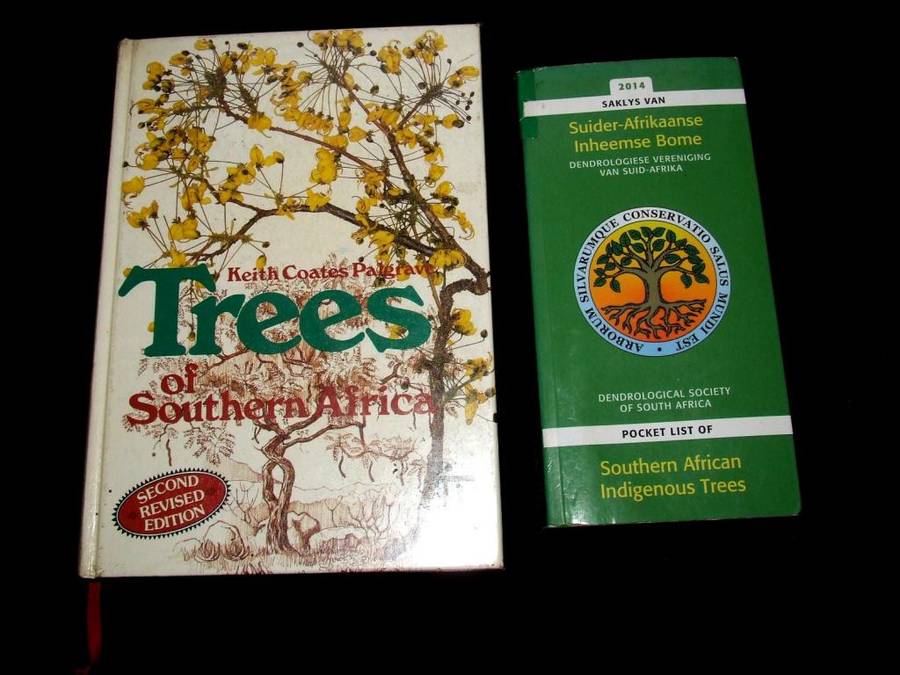 Keith Coates Palgrave
Trees
of
Southern Africa
SECOND
REVISED
EDITION
2014
SAKLYS VAN
Suider-Afrikaanse
Inheemse Bome
DENDROLOGIESE VERENIGING
VAN SUID-AFRIKA
ARBORUM SILVARUMQUE CONSERVATIO SALUS MUNDI EST
DENDROLOGICAL SOCIETY
OF SOUTH AFRICA
POCKET LIST OF
Southern African
Indigenous Trees